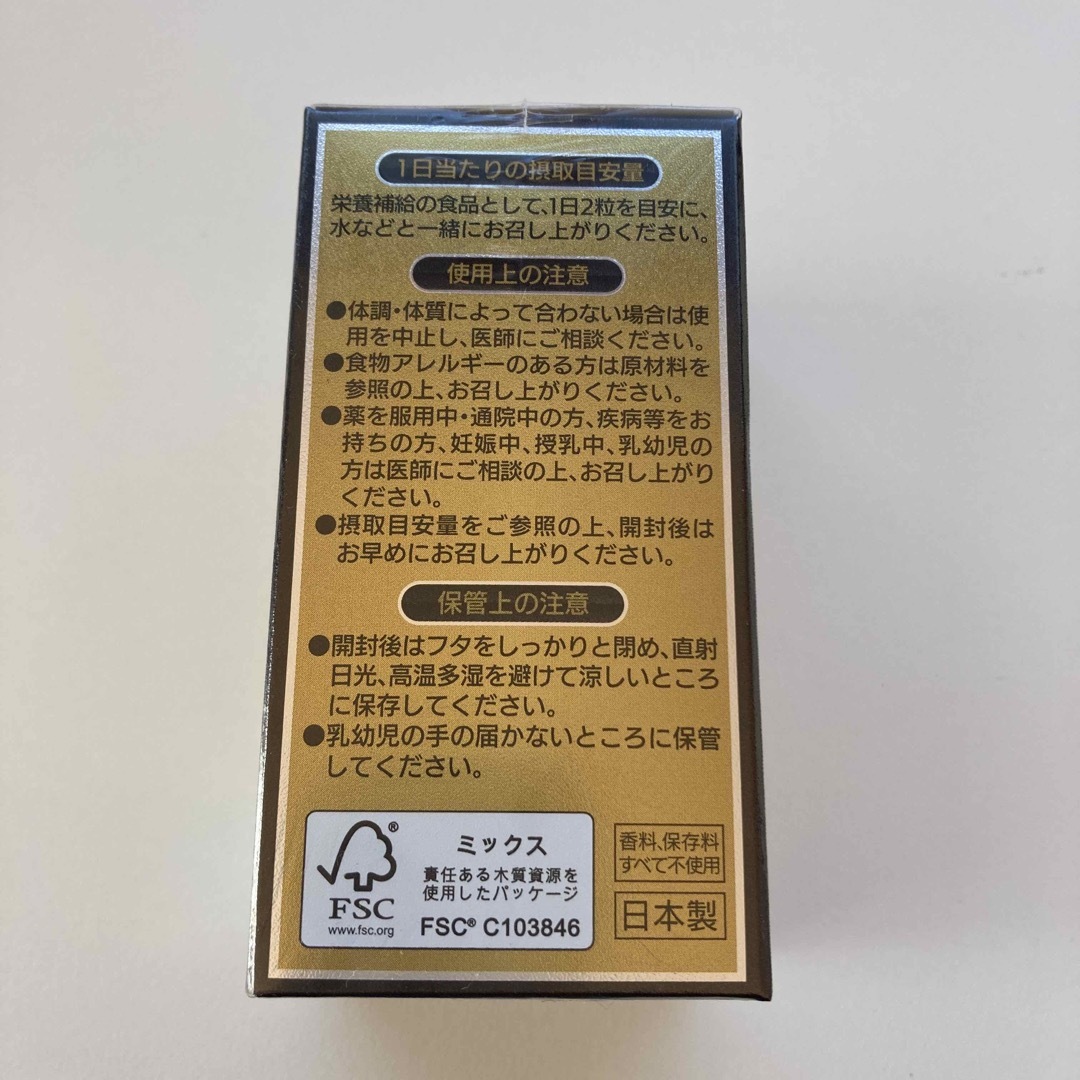 1日当たりの摂取目安量
栄養補給の食品として、1日2粒を目安に、
水などと一緒にお召し上がりください。
使用上の注意
●体調・体質によって合わない場合は使
用を中止し、医師にご相談ください。
●食物アレルギーのある方は原材料を
参照の上、お召し上がりください。
●薬を服用中・通院中の方、疾病等をお
持ちの方、妊娠中、授乳中、乳幼児の
方は医師にご相談の上、お召し上がり
ください。
●摂取目安量をご参照の上、開封後は
お早めにお召し上がりください。
保管上の注意
●開封後はフタをしっかりと閉め、直射
日光、高温多湿を避けて涼しいところ
に保存してください。
●乳幼児の手の届かないところに保管
してください。
®
FSC
www.fsc.org
ミックス
責任ある木質資源を
使用したパッケージ
FSC® C103846
香料、保存料
すべて不使用
日本製